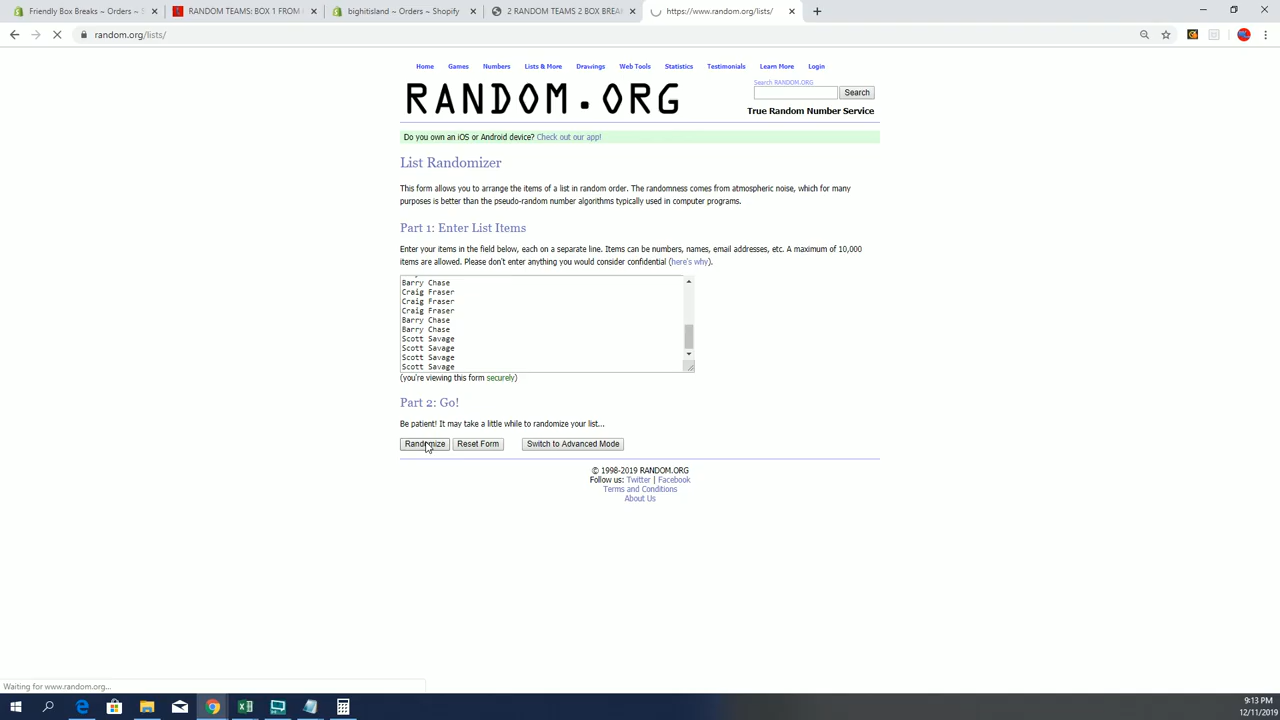 Friendly Box Breaks ~ Orders ~ S
RANDOM TEAMS: BOX 1 FROM
bighitisland ~ Orders ~ Shopify
2 RANDOM TEAMS 2 BOX BREA
https://www.random.org/lists/
random.org/lists/
Home Games Numbers Lists & More Drawings Web Tools Statistics Testimonials Learn More Login
RANDOM.ORG
Search RANDOM.ORG
Search
True Random Number Service
Do you own an iOS or Android device? Check out our app!
List Randomizer
This form allows you to arrange the items of a list in random order. The randomness comes from atmospheric noise, which for many
purposes is better than the pseudo-random number algorithms typically used in computer programs.
Part 1: Enter List Items
Enter your items in the field below, each on a separate line. Items can be numbers, names, email addresses, etc. A maximum of 10,000
items are allowed. Please don't enter anything you would consider confidential (here's why).
Barry Chase
Craig Fraser
Craig Fraser
Craig Fraser
Barry Chase
Barry Chase
Scott Savage
Scott Savage
Scott Savage
Scott Savage
(you're viewing this form securely)
Part 2: Go!
Be patient! It may take a little while to randomize your list...
Randomize Reset Form Switch to Advanced Mode
© 1998-2019 RANDOM.ORG
Follow us: Twitter | Facebook
Terms and Conditions
About Us
Waiting for www.random.org...
9:13 PM
12/11/2019